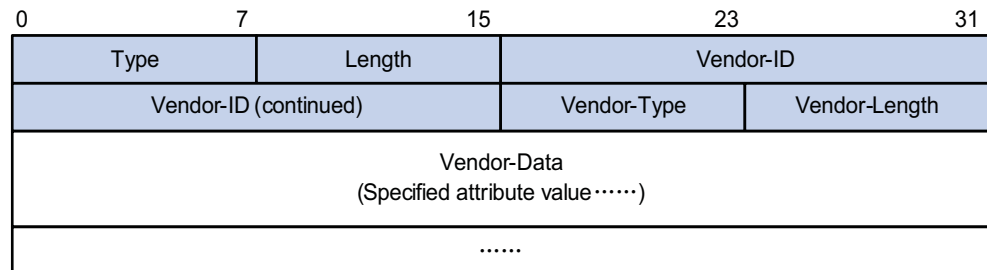 0 7 15 23 31
Type Length Vendor-ID
Vendor-ID (continued) Vendor-Type Vendor-Length
Vendor-Data
(Specified attribute value……)
……